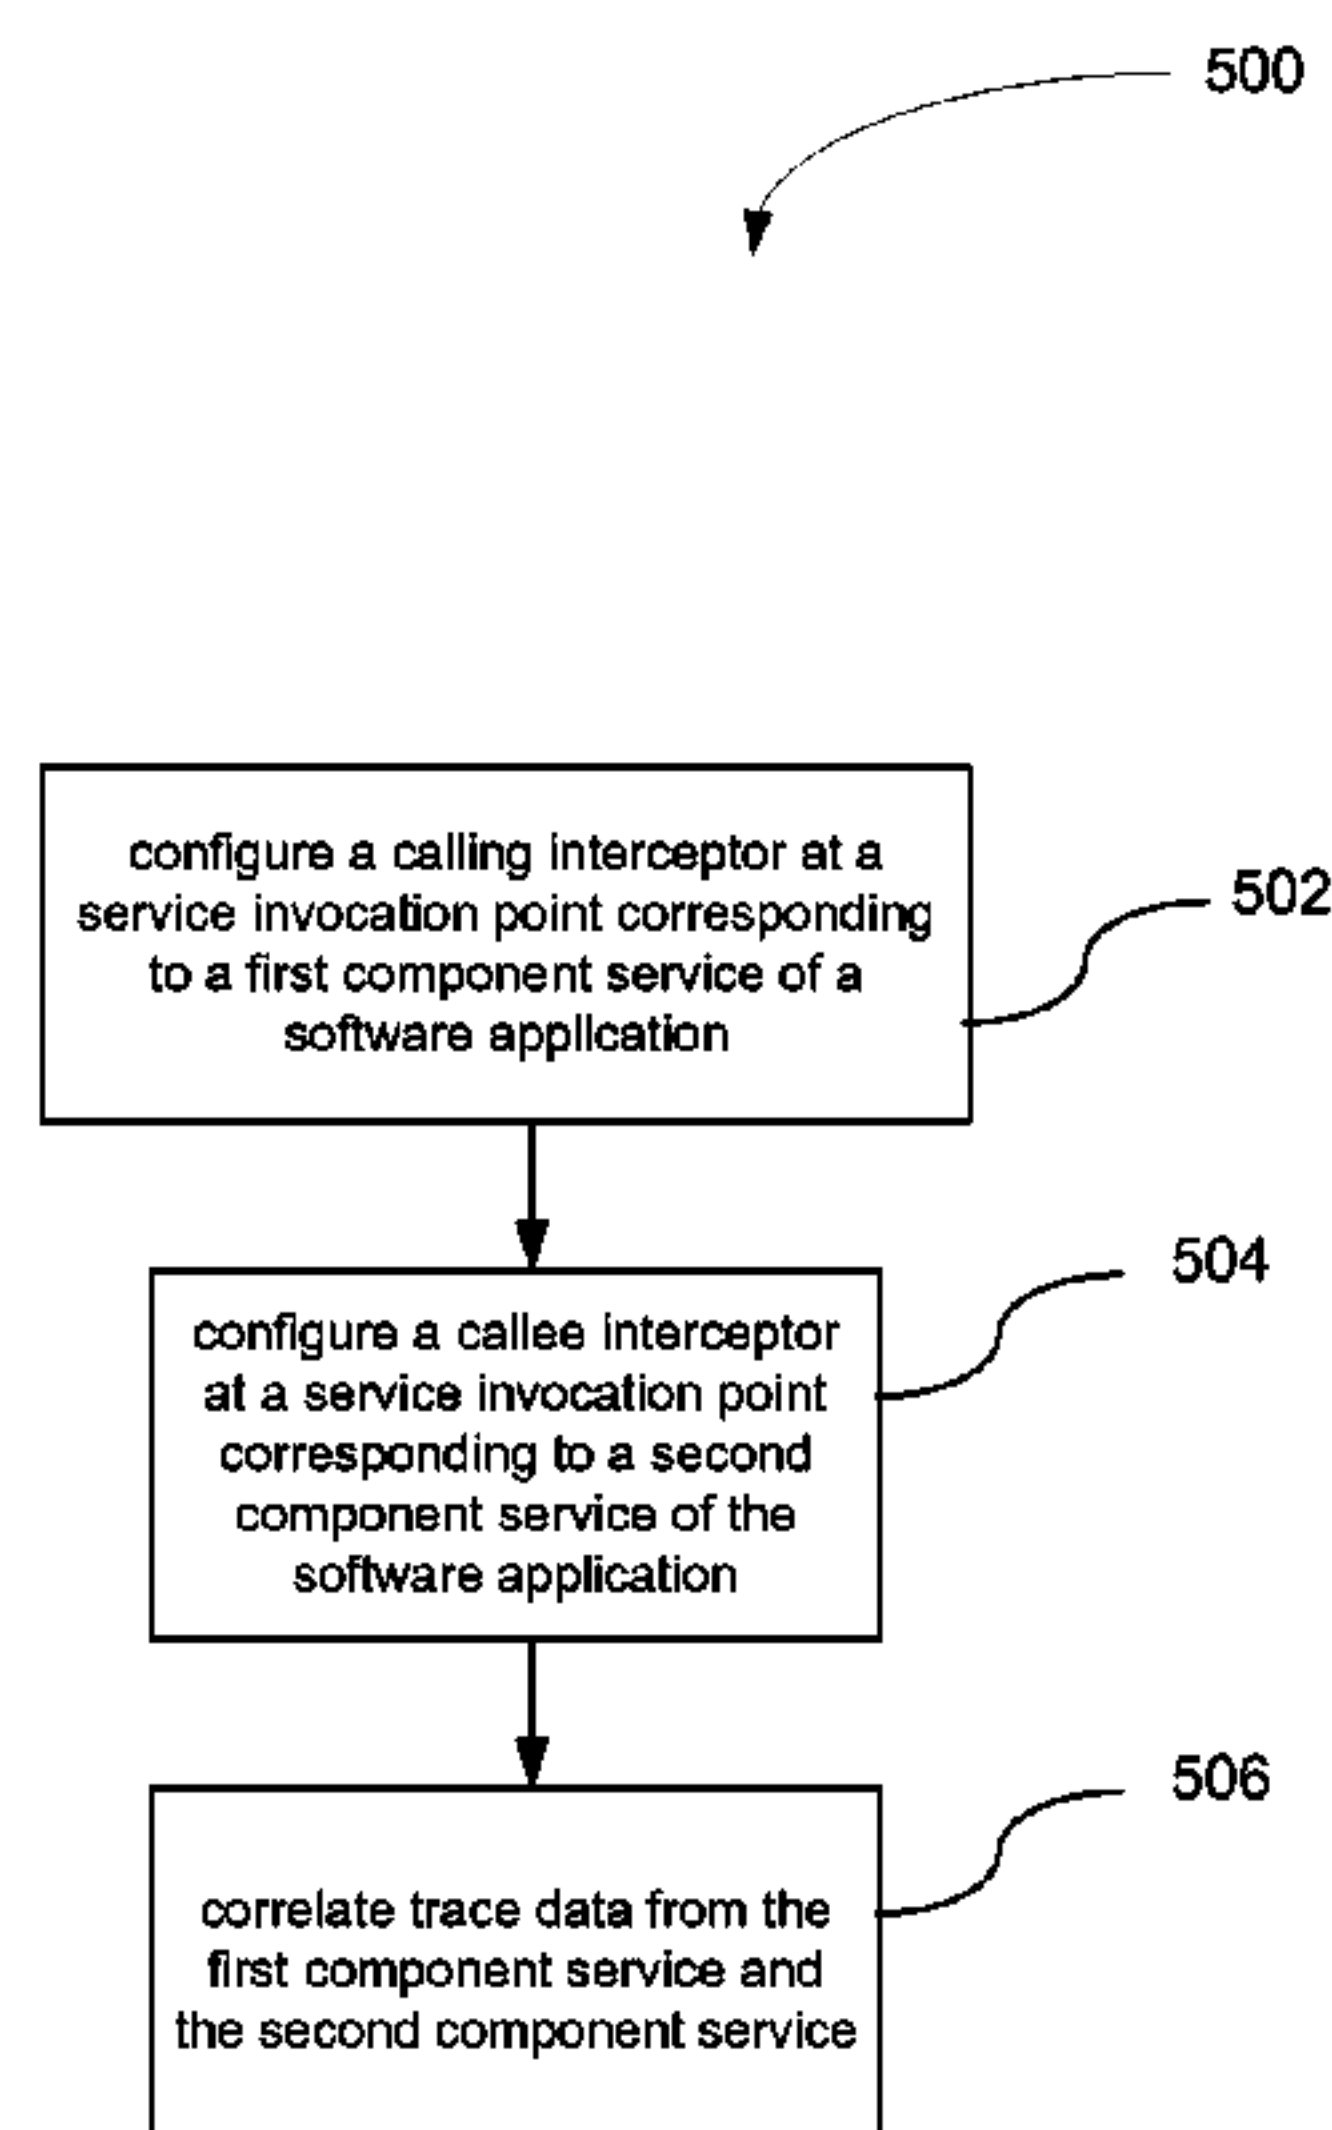 500
configure a calling interceptor at a
service invocation point corresponding
to a first component service of a
software application
502
configure a callee interceptor
at a service invocation point
corresponding to a second
component service of the
software application
504
correlate trace data from the
first component service and
the second component service
506